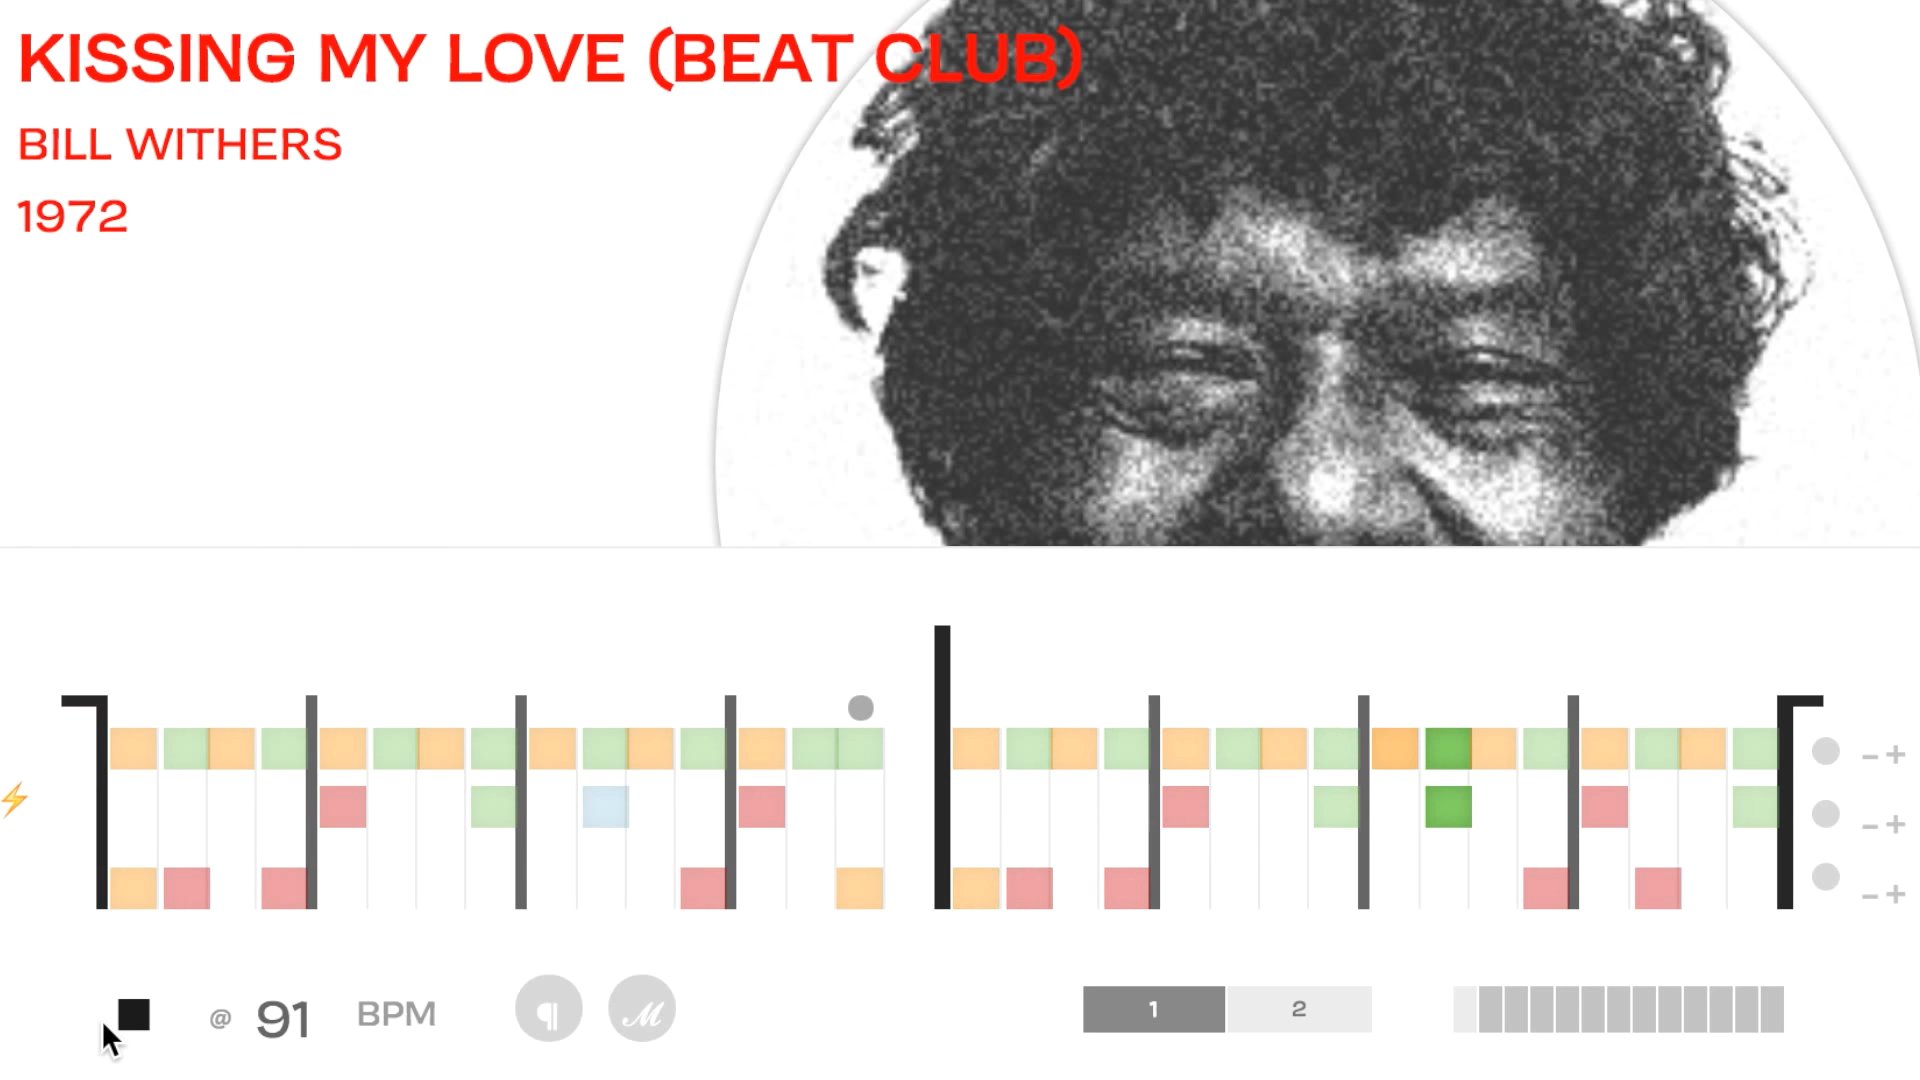 KISSING MY LOVE (BEAT CLUB)
BILL WITHERS
1972
- +
- +
- +
@ 91 BPM ¶ ℳ 1 2